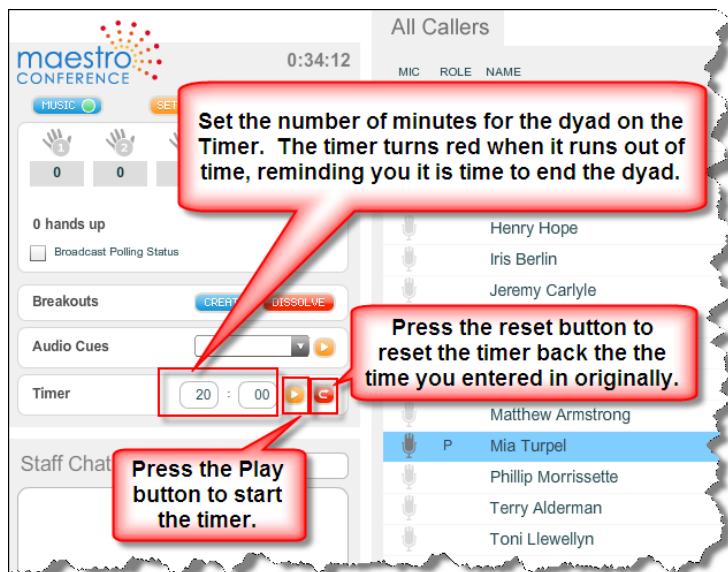 All Callers
maestro
CONFERENCE
0:34:12
MIC ROLE NAME
MUSIC
SET
Set the number of minutes for the dyad on the
Timer. The timer turns red when it runs out of
time, reminding you it is time to end the dyad.
1 2
0 0
0 hands up
Broadcast Polling Status
Henry Hope
Iris Berlin
Jeremy Carlyle
Breakouts
CREAT
DISSOLVE
Audio Cues
Press the reset button to
reset the timer back the the
time you entered in originally.
Timer
20 : 00
Matthew Armstrong
P Mia Turpel
Phillip Morrissette
Terry Alderman
Toni Llewellyn
Staff Chat
Press the Play
button to start
the timer.